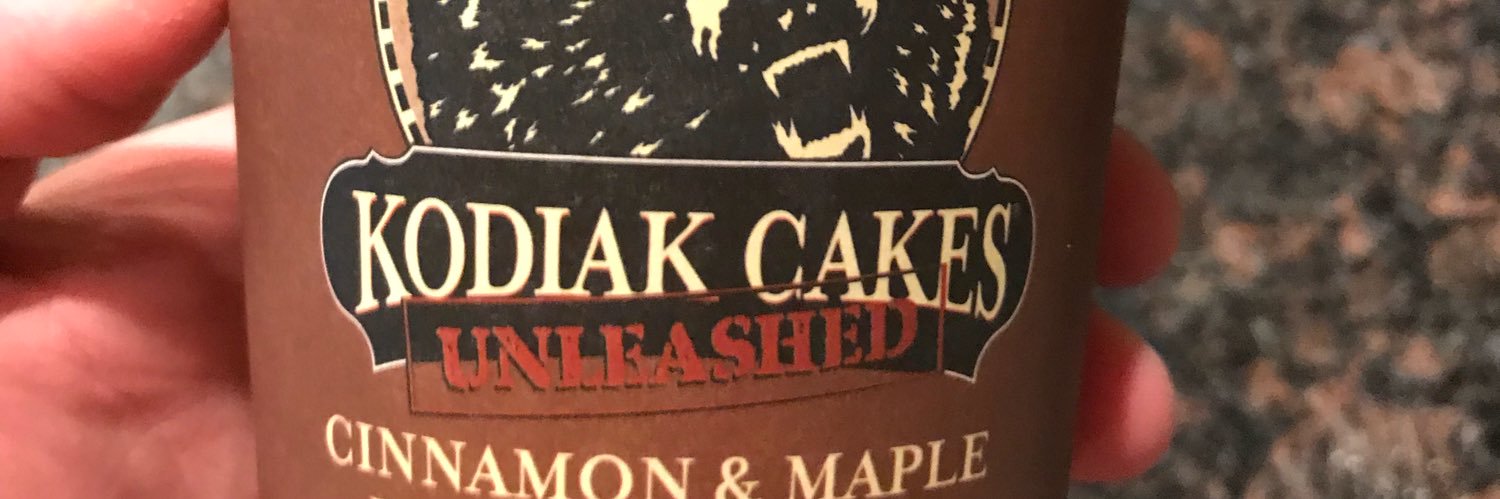 KODIAK CAKES
UNLEASHED
CINNAMON & MAPLE